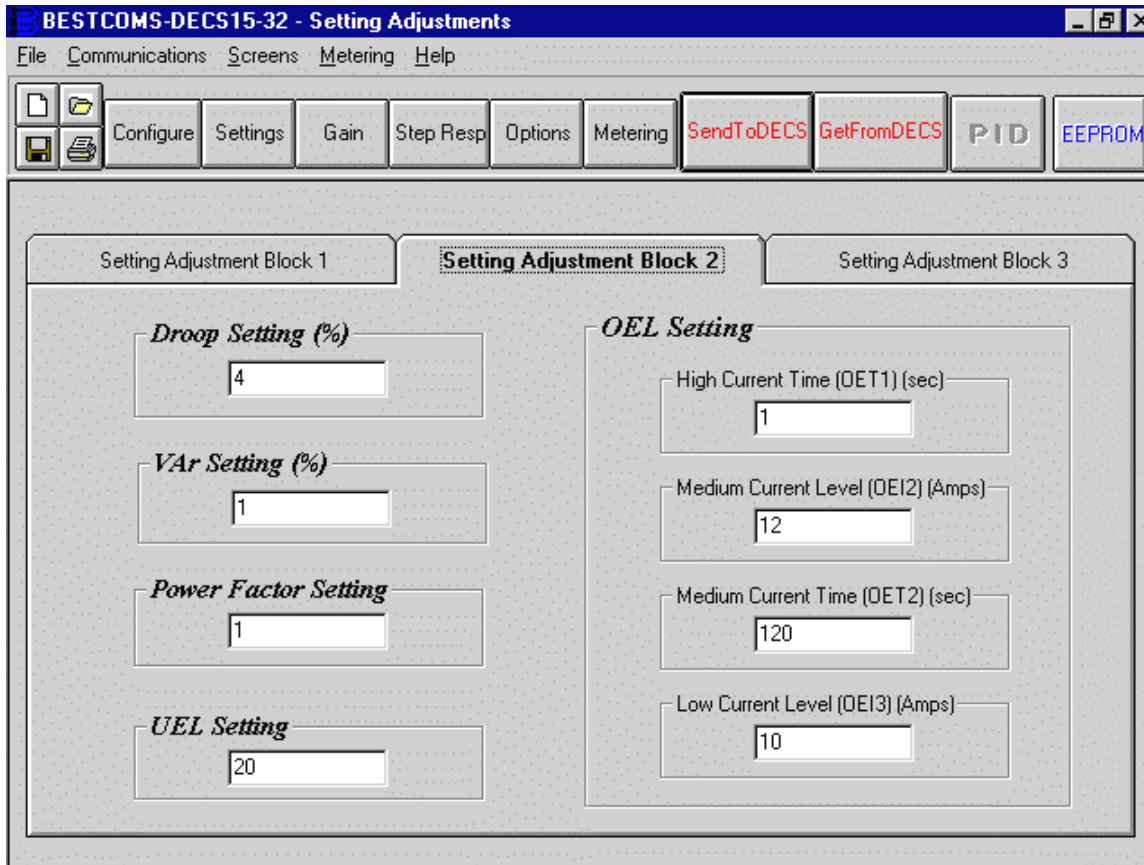 BESTCOMS-DECS15-32 - Setting Adjustments
File Communications Screens Metering Help
Configure Settings Gain Step Resp Options Metering SendToDECS GetFromDECS PID EEPROM
Setting Adjustment Block 1 Setting Adjustment Block 2 Setting Adjustment Block 3
Droop Setting (%)
4
VAr Setting (%)
1
Power Factor Setting
1
UEL Setting
20
OEL Setting
High Current Time (OET1) (sec)
1
Medium Current Level (OEI2) (Amps)
12
Medium Current Time (OET2) (sec)
120
Low Current Level (OEI3) (Amps)
10